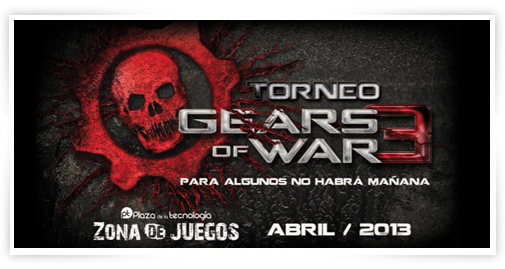 TORNEO
GEARS
OF WAR 3
PARA ALGUNOS NO HABRÁ MAÑANA
pt Plaza de la tecnología
ZONA DE JUEGOS
ABRIL / 2013